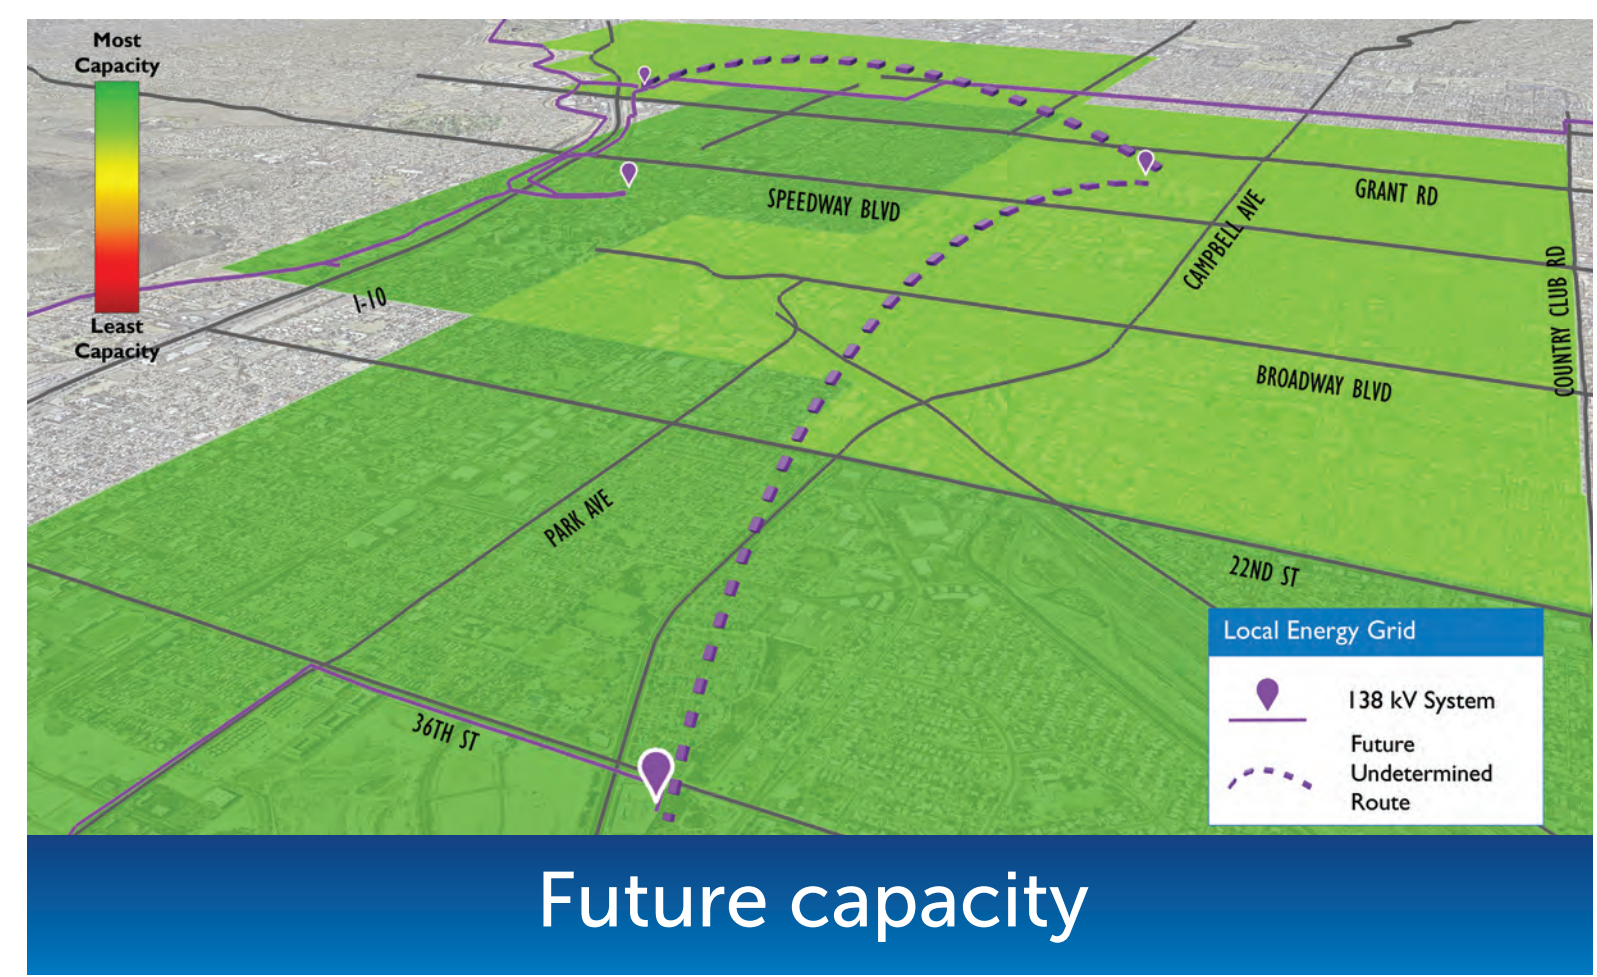 Most
Capacity
Least
Capacity
I-10
SPEEDWAY BLVD
GRANT RD
CAMPBELL AVE
COUNTRY CLUB RD
BROADWAY BLVD
PARK AVE
22ND ST
36TH ST
Local Energy Grid
138 kV System
Future
Undetermined
Route
Future capacity